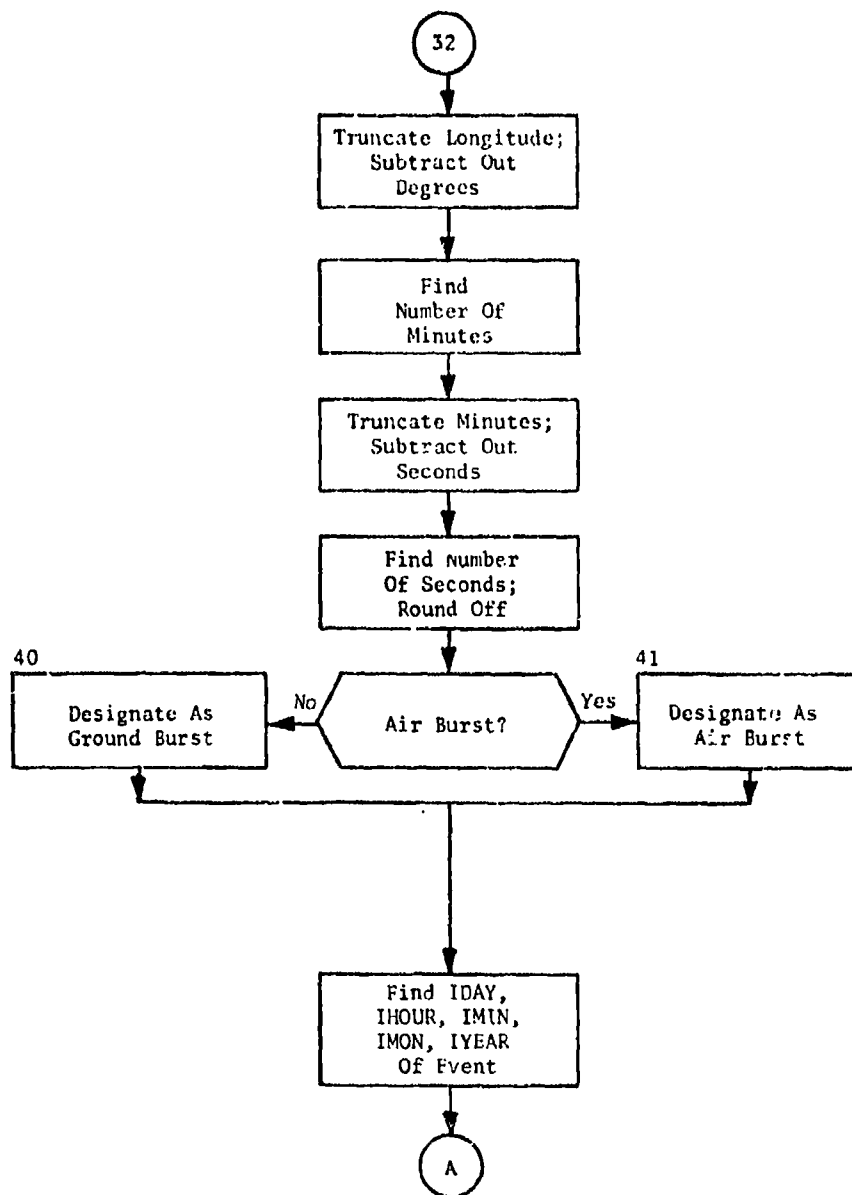 32
Truncate Longitude;
Subtract Out
Degrees
Find
Number Of
Minutes
Truncate Minutes;
Subtract Out
Seconds
Find Number
Of Seconds;
Round Off
40
Designate As
Ground Burst
No
Air Burst?
Yes
41
Designate As
Air Burst
Find IDAY,
IHOUR, IMIN,
IMON, IYEAR
Of Event
A